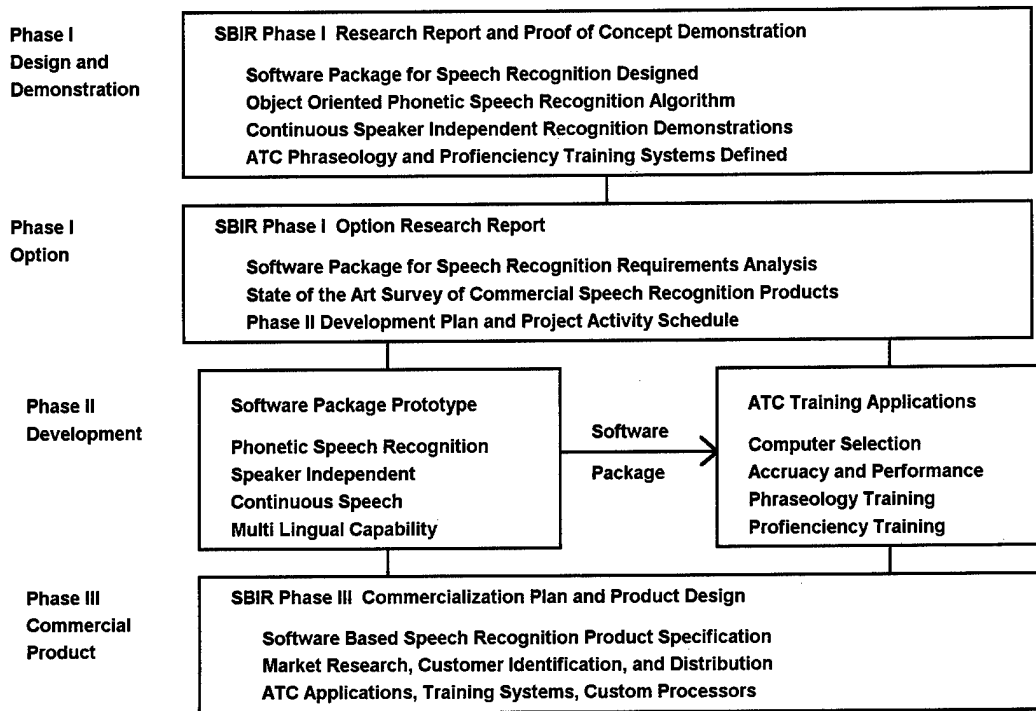 Phase I
Design and
Demonstration
SBIR Phase I Research Report and Proof of Concept Demonstration
Software Package for Speech Recognition Designed
Object Oriented Phonetic Speech Recognition Algorithm
Continuous Speaker Independent Recognition Demonstrations
ATC Phraseology and Profienciency Training Systems Defined
Phase I
Option
SBIR Phase I Option Research Report
Software Package for Speech Recognition Requirements Analysis
State of the Art Survey of Commercial Speech Recognition Products
Phase II Development Plan and Project Activity Schedule
Phase II
Development
Software Package Prototype
Phonetic Speech Recognition
Speaker Independent
Continuous Speech
Multi Lingual Capability
Software
Package
ATC Training Applications
Computer Selection
Accruacy and Performance
Phraseology Training
Profienciency Training
Phase III
Commercial
Product
SBIR Phase III Commercialization Plan and Product Design
Software Based Speech Recognition Product Specification
Market Research, Customer Identification, and Distribution
ATC Applications, Training Systems, Custom Processors